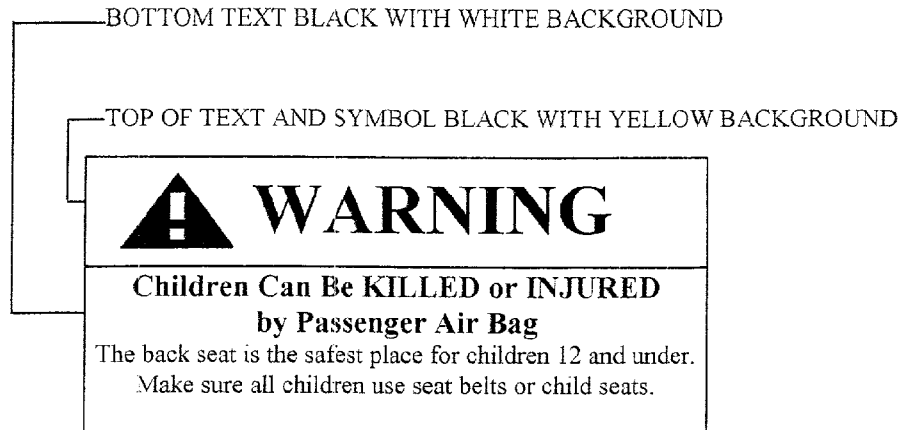 BOTTOM TEXT BLACK WITH WHITE BACKGROUND
TOP OF TEXT AND SYMBOL BLACK WITH YELLOW BACKGROUND
WARNING
Children Can Be KILLED or INJURED
by Passenger Air Bag
The back seat is the safest place for children 12 and under.
Make sure all children use seat belts or child seats.